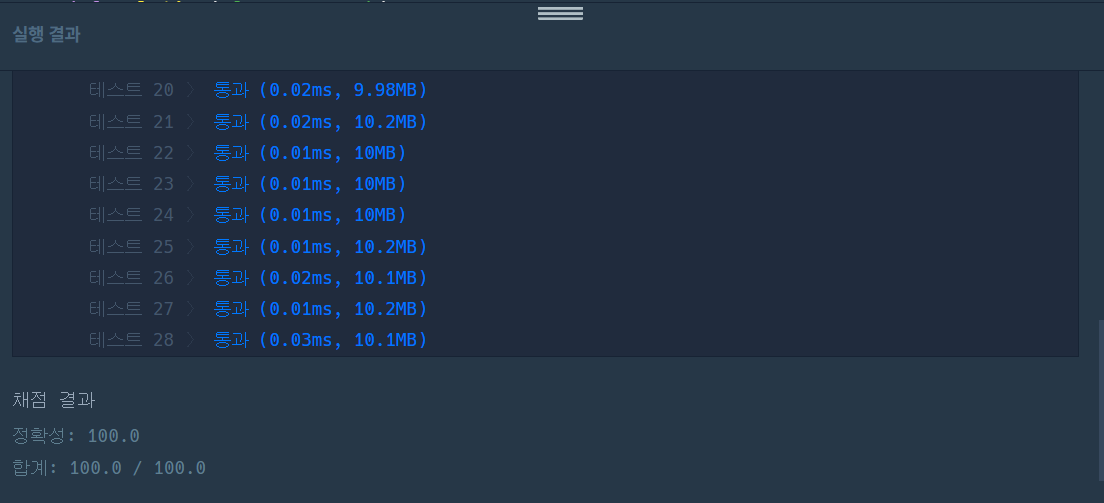 실행 결과
테스트 20 〉 통과 (0.02ms, 9.98MB)
테스트 21 〉 통과 (0.02ms, 10.2MB)
테스트 22 〉 통과 (0.01ms, 10MB)
테스트 23 〉 통과 (0.01ms, 10MB)
테스트 24 〉 통과 (0.01ms, 10MB)
테스트 25 〉 통과 (0.01ms, 10.2MB)
테스트 26 〉 통과 (0.02ms, 10.1MB)
테스트 27 〉 통과 (0.01ms, 10.2MB)
테스트 28 〉 통과 (0.03ms, 10.1MB)
채점 결과
정확성: 100.0
합계: 100.0 / 100.0